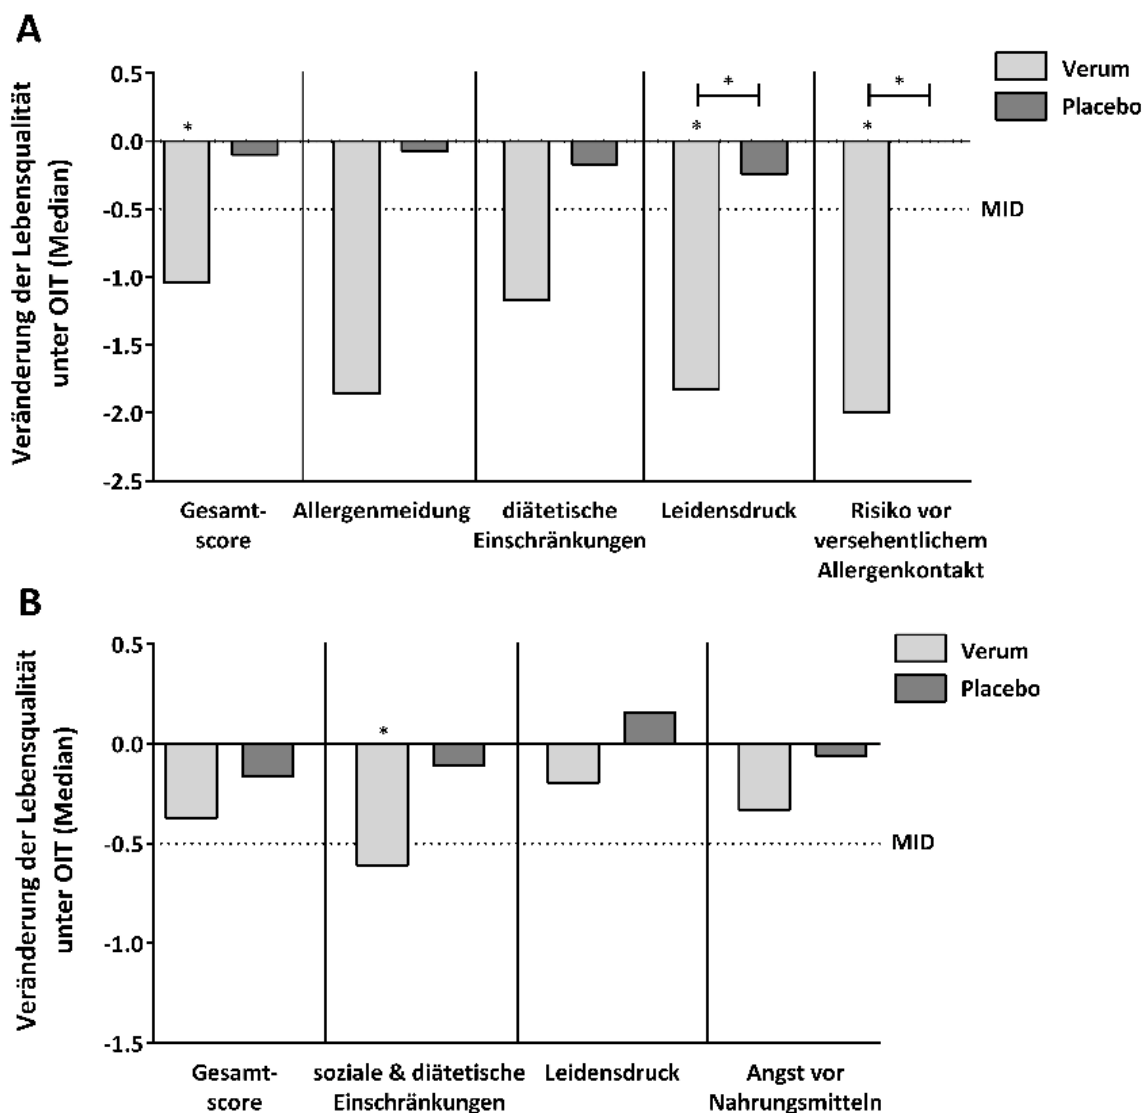 A
Veränderung der Lebensqualität
unter OIT (Median)
0.5
0.0
-0.5
-1.0
-1.5
-2.0
-2.5
*
*
*
*
*
Verum
Placebo
MID
Gesamt-
score
Allergenmeidung
diätetische
Einschränkungen
Leidensdruck
Risiko vor
versehentlichem
Allergenkontakt
B
Veränderung der Lebensqualität
unter OIT (Median)
0.5
0.0
-0.5
-1.0
-1.5
*
Verum
Placebo
MID
Gesamt-
score
soziale & diätetische
Einschränkungen
Leidensdruck
Angst vor
Nahrungsmitteln